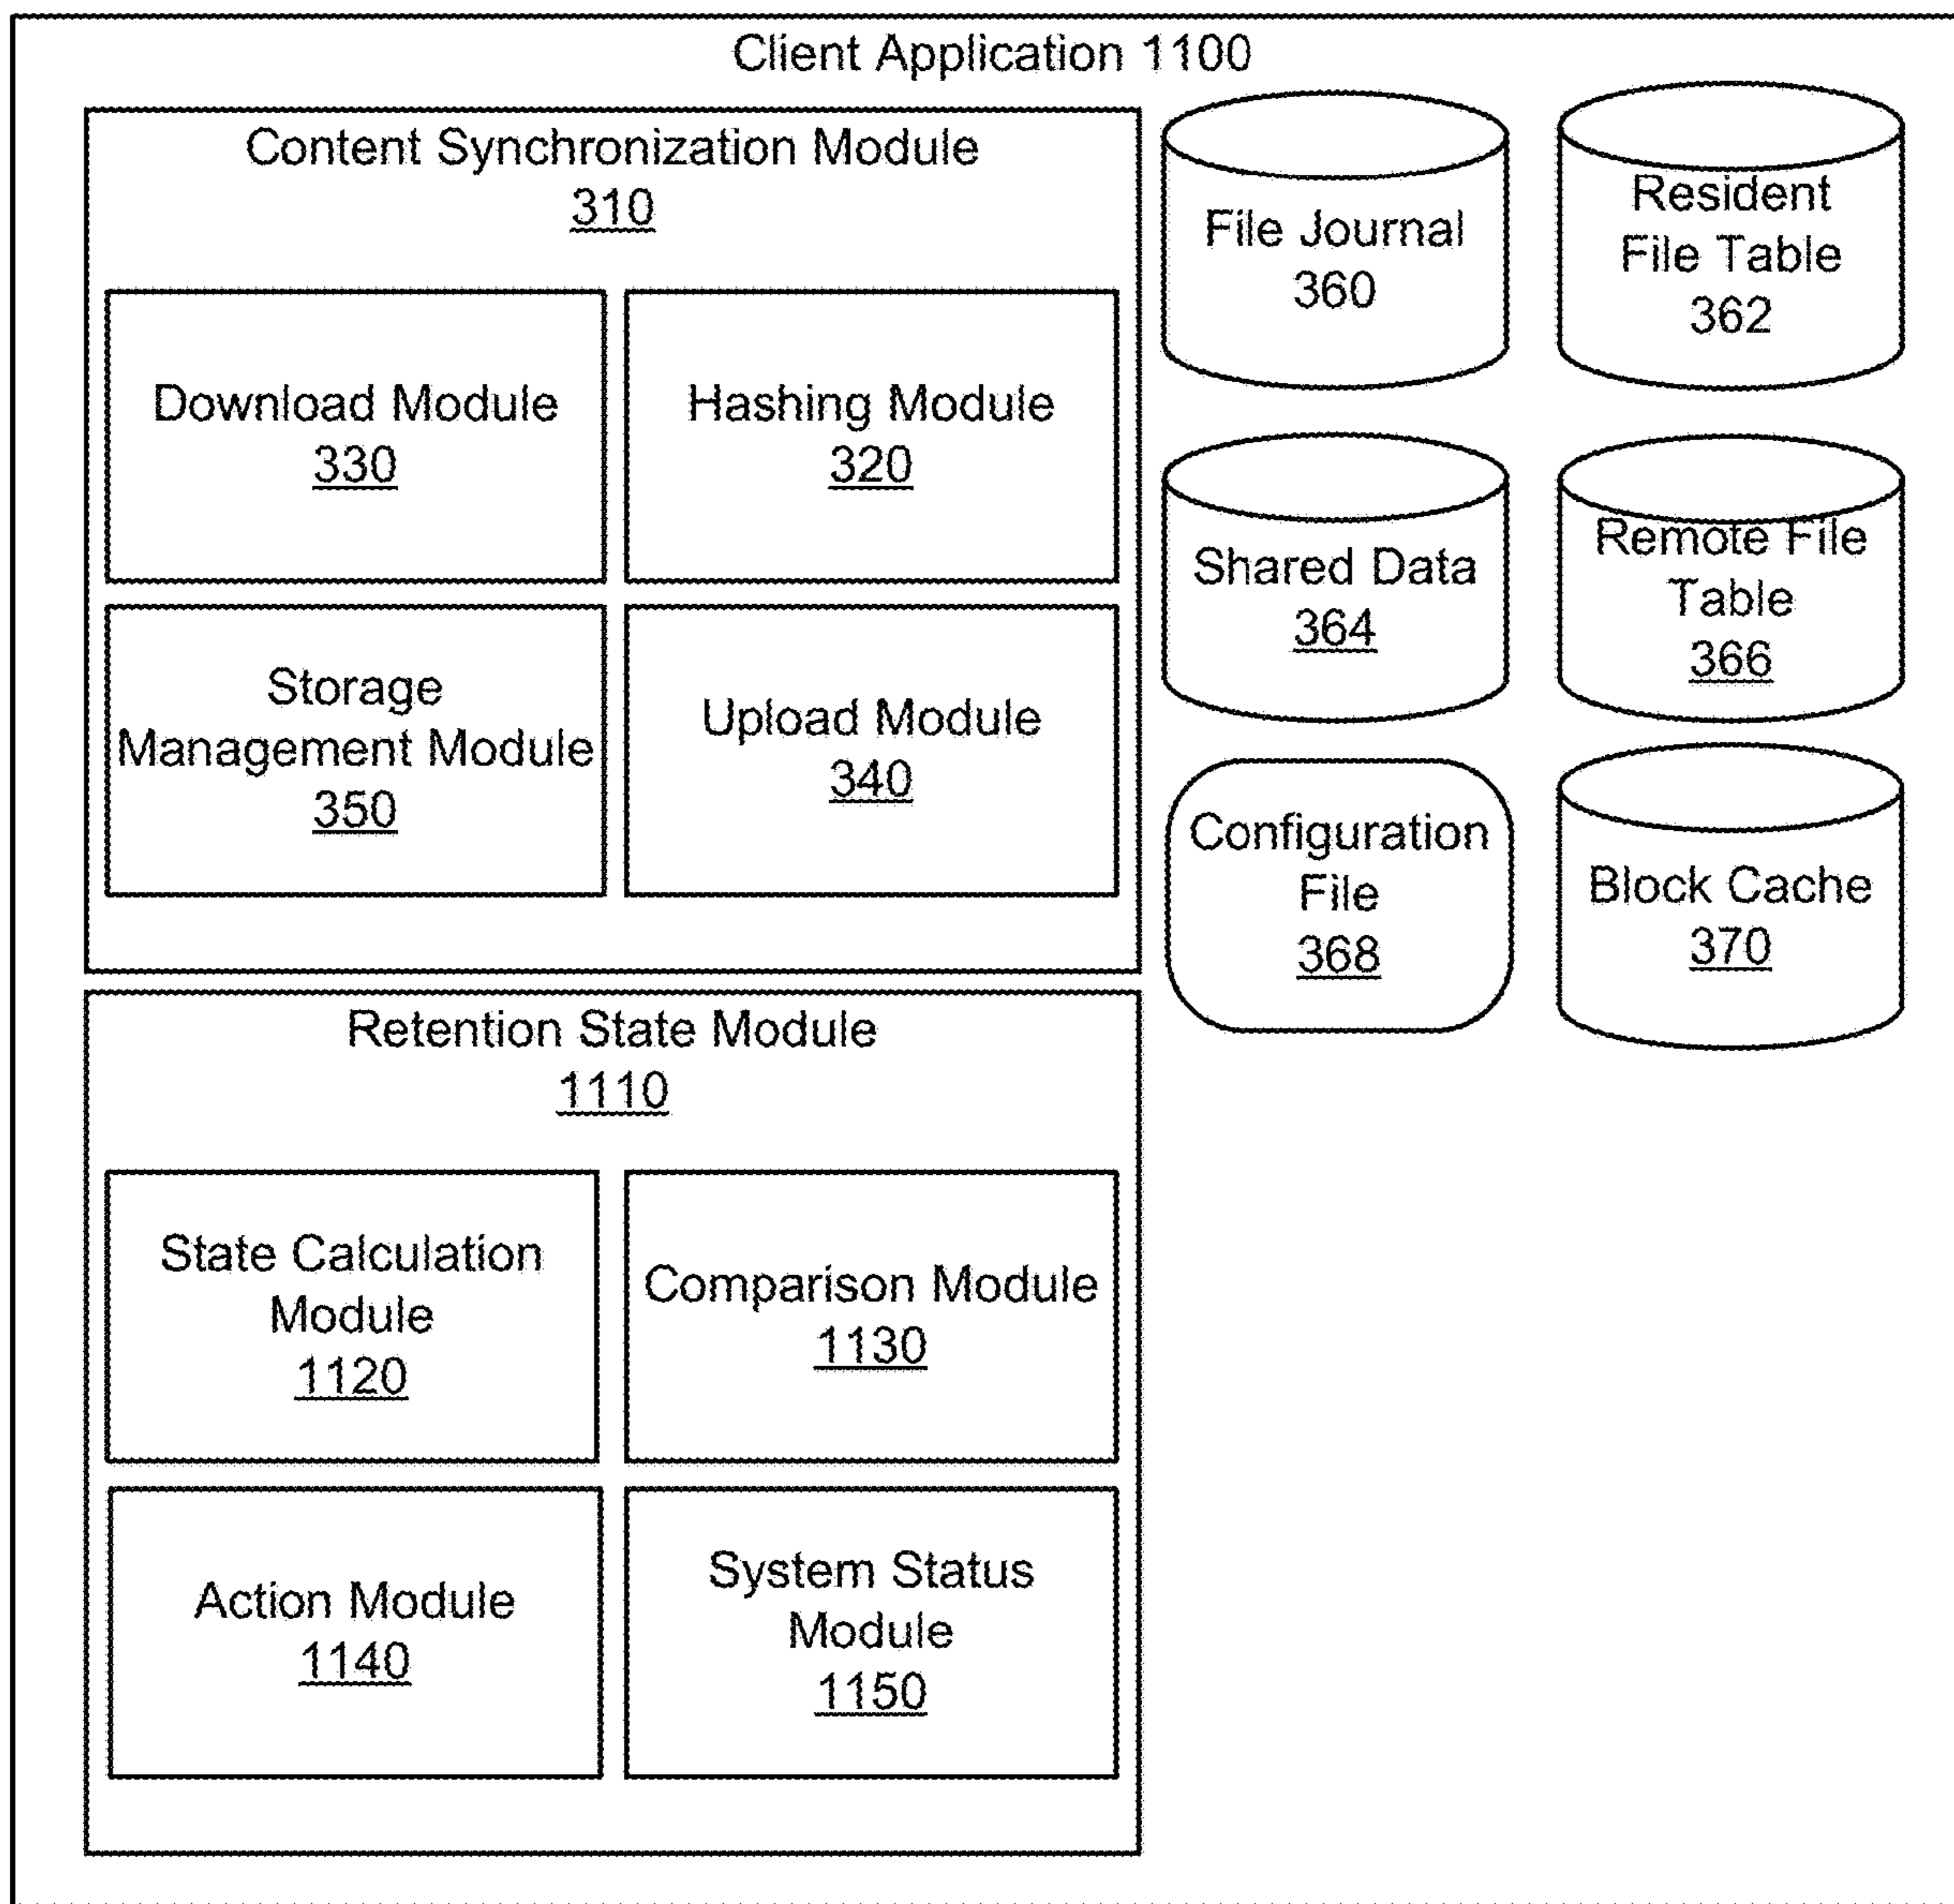 Client Application 1100
Content Synchronization Module
310
Download Module
330
Hashing Module
320
Storage
Management Module
350
Upload Module
340
File Journal
360
Resident
File Table
362
Shared Data
364
Remote File
Table
366
Configuration
File
368
Block Cache
370
Retention State Module
1110
State Calculation
Module
1120
Comparison Module
1130
Action Module
1140
System Status
Module
1150